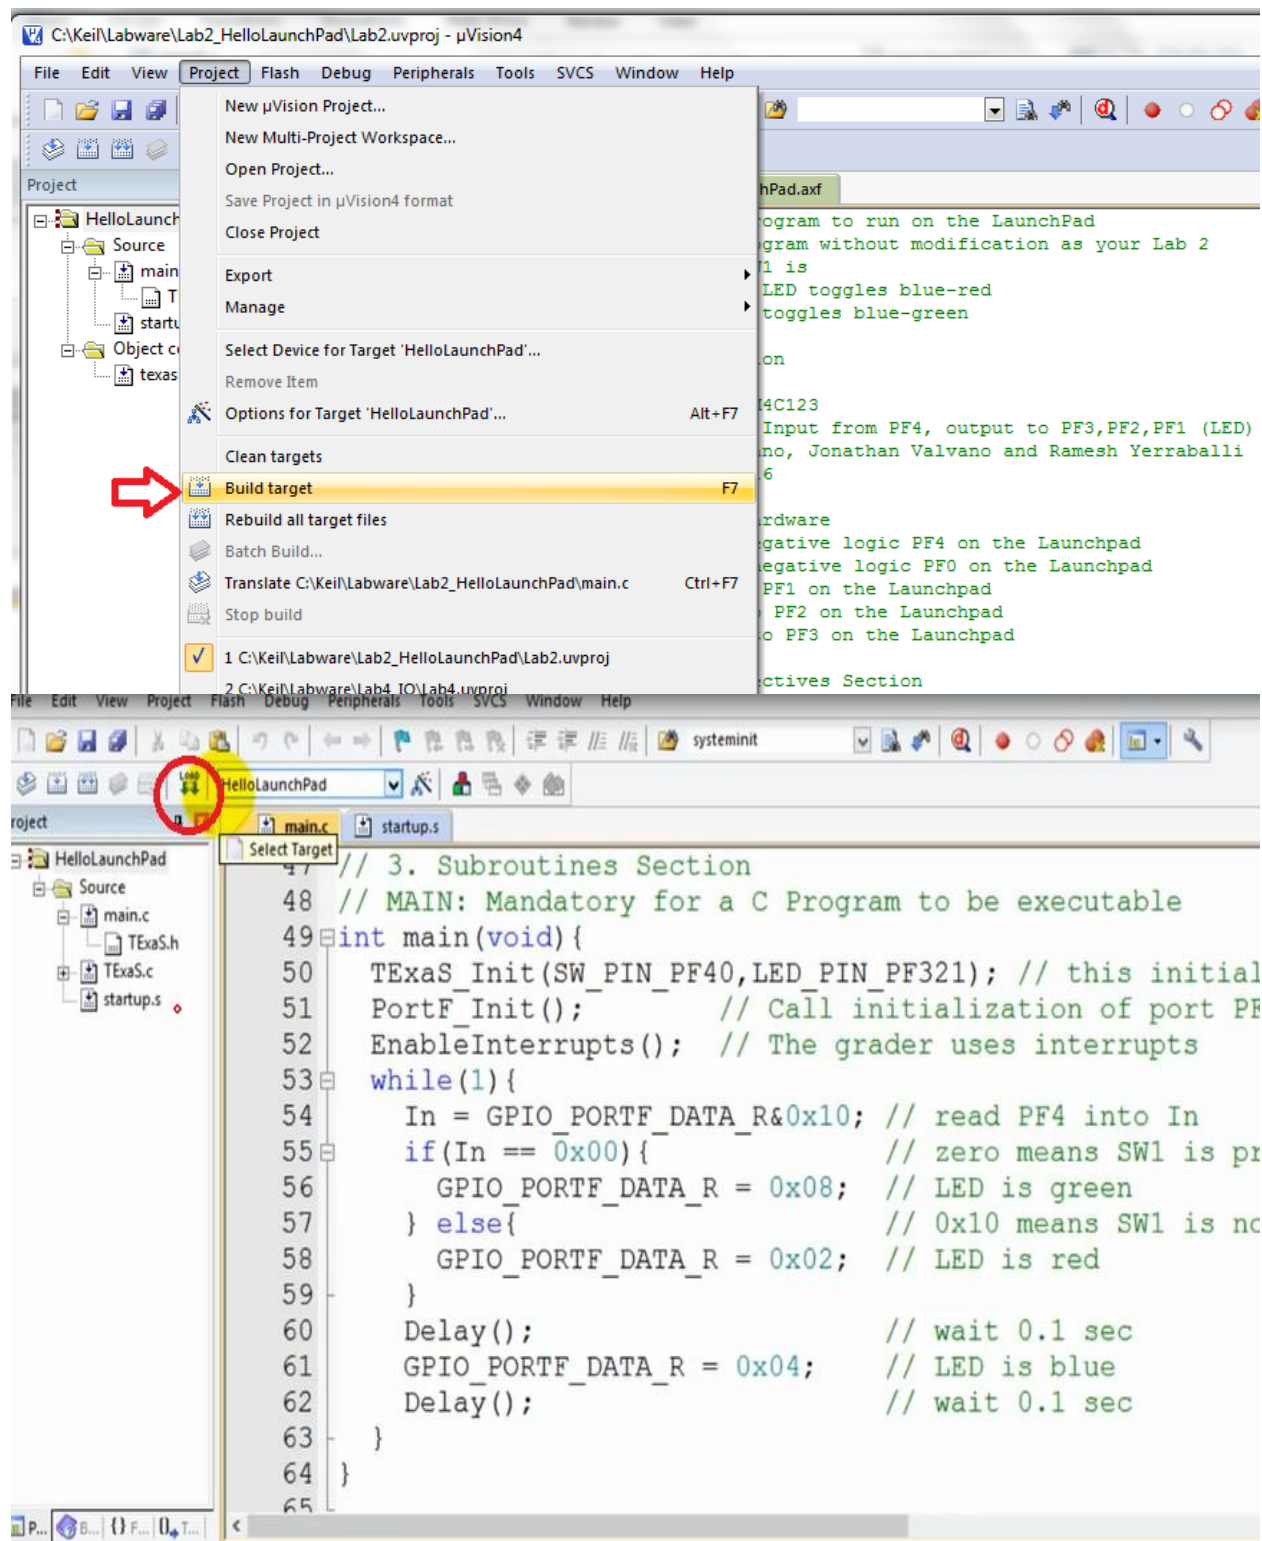 C:\Keil\Labware\Lab2_HelloLaunchPad\Lab2.uvproj - µVision4
File Edit View Project Flash Debug Peripherals Tools SVCS Window Help
New µVision Project...
New Multi-Project Workspace...
Open Project...
Save Project in µVision4 format
Close Project
Export
Manage
Select Device for Target 'HelloLaunchPad'...
Remove Item
Options for Target 'HelloLaunchPad'... Alt+F7
Clean targets
Build target F7
Rebuild all target files
Batch Build...
Translate C:\Keil\Labware\Lab2_HelloLaunchPad\main.c Ctrl+F7
Stop build
1 C:\Keil\Labware\Lab2_HelloLaunchPad\Lab2.uvproj
2 C:\Keil\Labware\Lab4_IO\Lab4.uvproj
Project
HelloLaunch
Source
main
T
startu
Object c
texas
hPad.axf
ogram to run on the LaunchPad
gram without modification as your Lab 2
1 is
LED toggles blue-red
toggles blue-green
on
4C123
Input from PF4, output to PF3,PF2,PF1 (LED)
no, Jonathan Valvano and Ramesh Yerraballi
6
rdware
gative logic PF4 on the Launchpad
egative logic PF0 on the Launchpad
PF1 on the Launchpad
PF2 on the Launchpad
o PF3 on the Launchpad
ctives Section
File Edit View Project Flash Debug Peripherals Tools SVCS Window Help
systeminit
LOAD
HelloLaunchPad
roject
main.c startup.s
Select Target
HelloLaunchPad
Source
main.c
TExaS.h
TExaS.c
startup.s
47 // 3. Subroutines Section
48 // MAIN: Mandatory for a C Program to be executable
49 int main(void){
50 TExaS_Init(SW_PIN_PF40,LED_PIN_PF321); // this initial
51 PortF_Init(); // Call initialization of port PF
52 EnableInterrupts(); // The grader uses interrupts
53 while(1){
54 In = GPIO_PORTF_DATA_R&0x10; // read PF4 into In
55 if(In == 0x00){ // zero means SW1 is pr
56 GPIO_PORTF_DATA_R = 0x08; // LED is green
57 } else{ // 0x10 means SW1 is no
58 GPIO_PORTF_DATA_R = 0x02; // LED is red
59 }
60 Delay(); // wait 0.1 sec
61 GPIO_PORTF_DATA_R = 0x04; // LED is blue
62 Delay(); // wait 0.1 sec
63 }
64 }
65
P... B... {} F... 0 T...